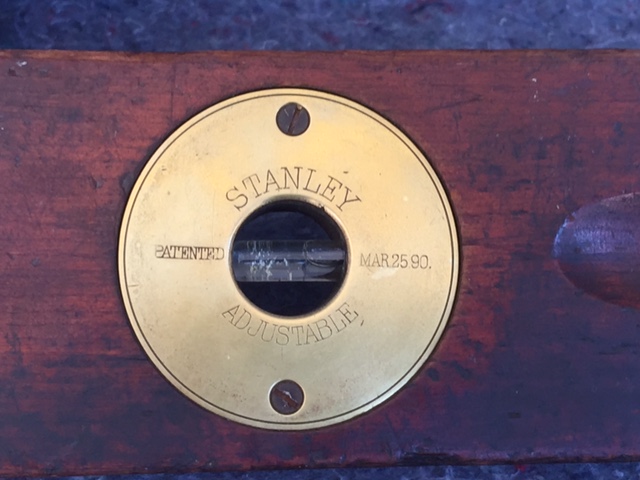 STANLEY
PATENTED
MAR 25 90.
ADJUSTABLE